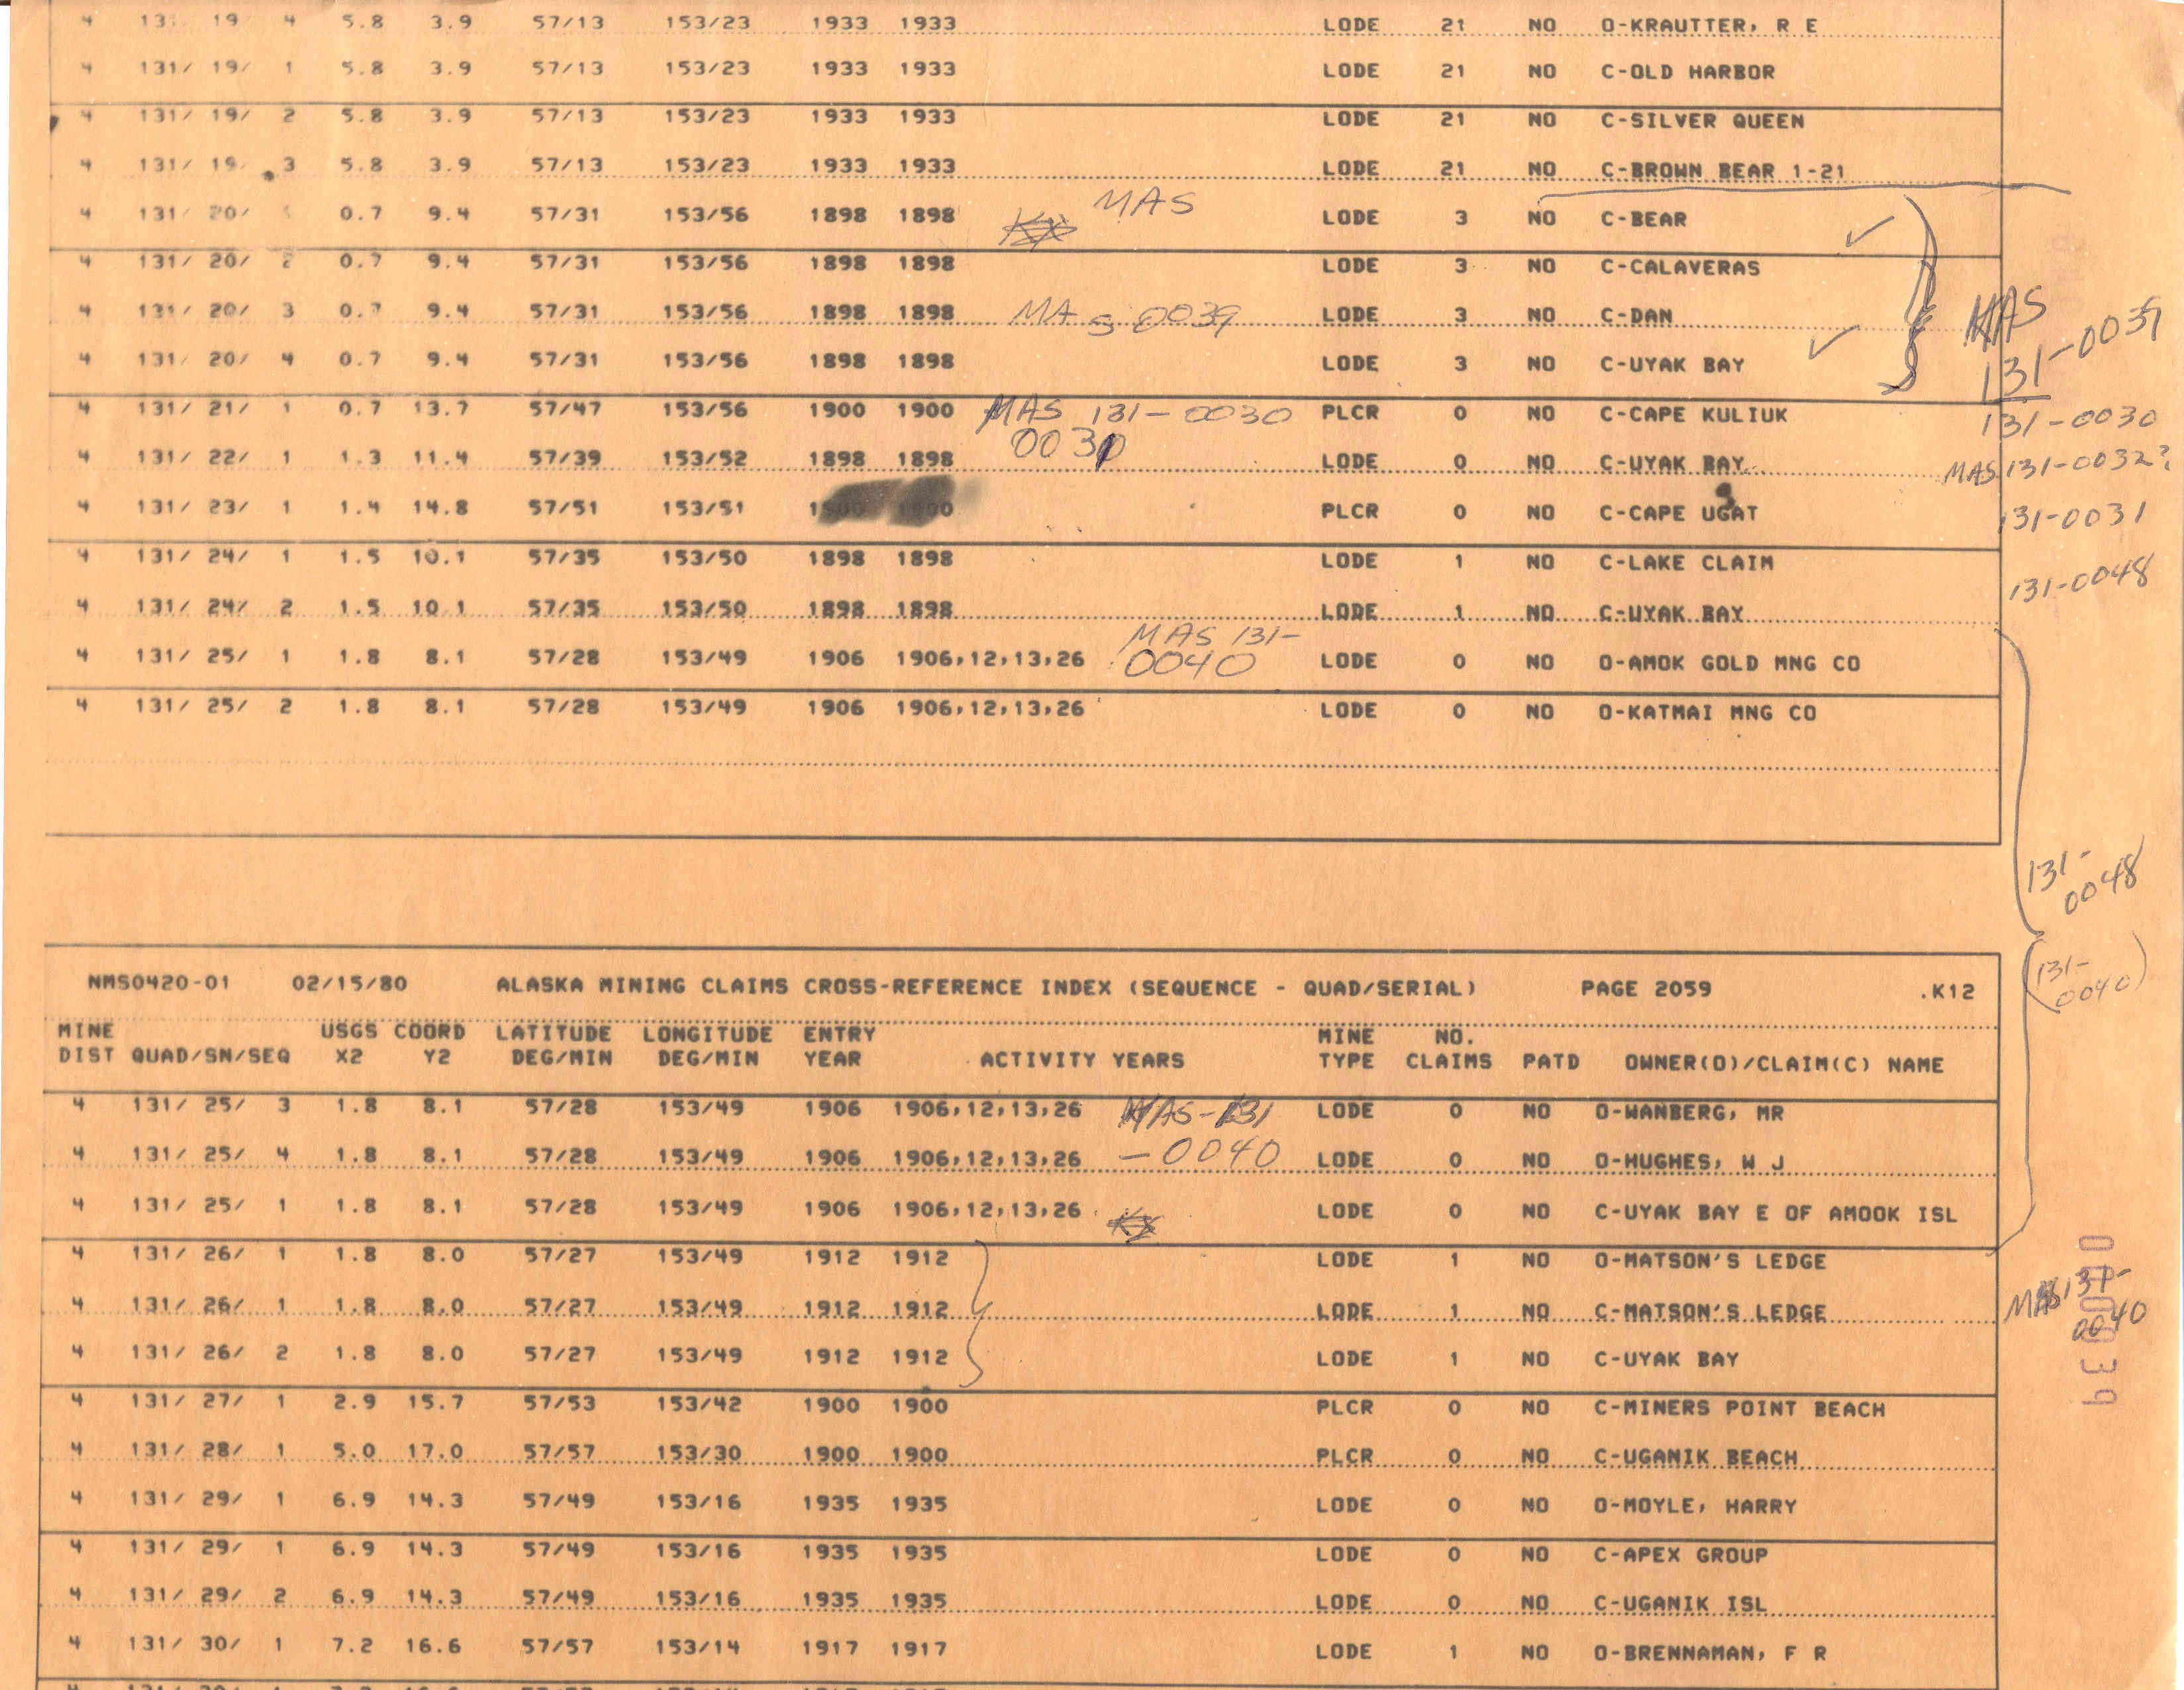 4 131 19 4 5.8 3.9 57/13 153/23 1933 1933 LODE 21 NO O-KRAUTTER, R E
4 131/ 19/ 1 5.8 3.9 57/13 153/23 1933 1933 LODE 21 NO C-OLD HARBOR
4 131/ 19/ 2 5.8 3.9 57/13 153/23 1933 1933 LODE 21 NO C-SILVER QUEEN
4 131/ 19/ 3 5.8 3.9 57/13 153/23 1933 1933 LODE 21 NO C-BROWN BEAR 1-21
4 131/ 20/ 0.7 9.4 57/31 153/56 1898 1898 MAS LODE 3 NO C-BEAR ✓
4 131/ 20/ 2 0.7 9.4 57/31 153/56 1898 1898 LODE 3 NO C-CALAVERAS
4 131/ 20/ 3 0.7 9.4 57/31 153/56 1898 1898 MAS 0039 LODE 3 NO C-DAN MAS 131-0039
4 131/ 20/ 4 0.7 9.4 57/31 153/56 1898 1898 LODE 3 NO C-UYAK BAY ✓
4 131/ 21/ 1 0.7 13.7 57/47 153/56 1900 1900 MAS 131-0030 PLCR 0 NO C-CAPE KULIUK 131-0030
0030
4 131/ 22/ 1 1.3 11.4 57/39 153/52 1898 1898 LODE 0 NO C-UYAK BAY MAS 131-0032?
4 131/ 23/ 1 1.4 14.8 57/51 153/51 1900 1900 PLCR 0 NO C-CAPE UGAT 131-0031
4 131/ 24/ 1 1.5 10.1 57/35 153/50 1898 1898 LODE 1 NO C-LAKE CLAIM 131-0048
4 131/ 24/ 2 1.5 10.1 57/35 153/50 1898 1898 LODE 1 NO C-UYAK BAY
4 131/ 25/ 1 1.8 8.1 57/28 153/49 1906 1906,12,13,26 MAS 131-0040 LODE 0 NO O-AMOK GOLD MNG CO
4 131/ 25/ 2 1.8 8.1 57/28 153/49 1906 1906,12,13,26 LODE 0 NO O-KATMAI MNG CO
131-0048
(131-0040)
NMS0420-01 02/15/80 ALASKA MINING CLAIMS CROSS-REFERENCE INDEX (SEQUENCE - QUAD/SERIAL) PAGE 2059 .K12
MINE USGS COORD LATITUDE LONGITUDE ENTRY MINE NO.
DIST QUAD/SN/SEQ X2 Y2 DEG/MIN DEG/MIN YEAR ACTIVITY YEARS TYPE CLAIMS PATD OWNER(O)/CLAIM(C) NAME
4 131/ 25/ 3 1.8 8.1 57/28 153/49 1906 1906,12,13,26 MAS-131 LODE 0 NO O-WANBERG, MR
4 131/ 25/ 4 1.8 8.1 57/28 153/49 1906 1906,12,13,26 -0040 LODE 0 NO O-HUGHES, W J
4 131/ 25/ 1 1.8 8.1 57/28 153/49 1906 1906,12,13,26 LODE 0 NO C-UYAK BAY E OF AMOOK ISL
4 131/ 26/ 1 1.8 8.0 57/27 153/49 1912 1912 LODE 1 NO O-MATSON'S LEDGE
4 131/ 26/ 1 1.8 8.0 57/27 153/49 1912 1912 LODE 1 NO C-MATSON'S LEDGE MAS 131-0040
4 131/ 26/ 2 1.8 8.0 57/27 153/49 1912 1912 LODE 1 NO C-UYAK BAY
4 131/ 27/ 1 2.9 15.7 57/53 153/42 1900 1900 PLCR 0 NO C-MINERS POINT BEACH
4 131/ 28/ 1 5.0 17.0 57/57 153/30 1900 1900 PLCR 0 NO C-UGANIK BEACH
4 131/ 29/ 1 6.9 14.3 57/49 153/16 1935 1935 LODE 0 NO O-MOYLE, HARRY
4 131/ 29/ 1 6.9 14.3 57/49 153/16 1935 1935 LODE 0 NO C-APEX GROUP
4 131/ 29/ 2 6.9 14.3 57/49 153/16 1935 1935 LODE 0 NO C-UGANIK ISL
4 131/ 30/ 1 7.2 16.6 57/57 153/14 1917 1917 LODE 1 NO O-BRENNAMAN, F R